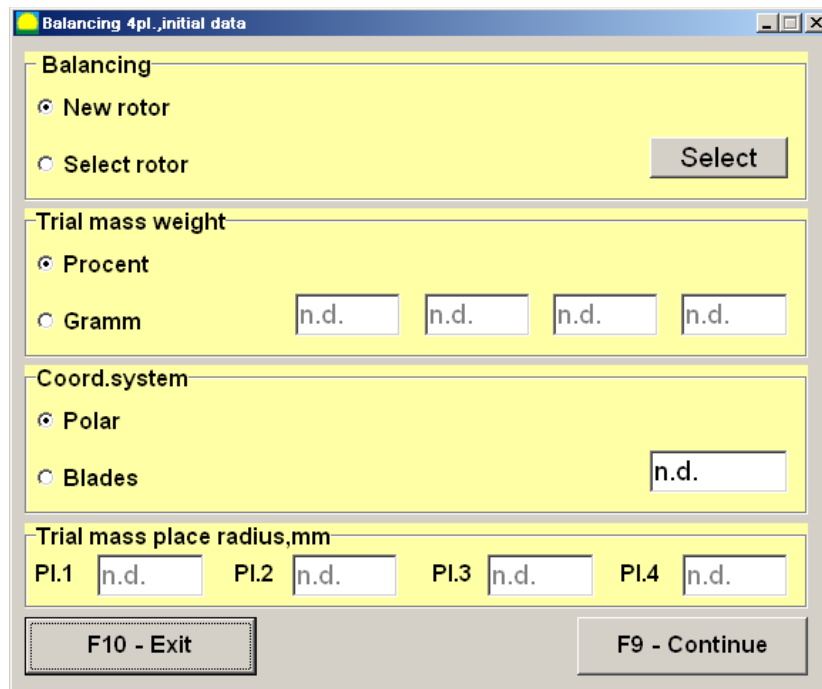 Balancing 4pl.,initial data
Balancing
New rotor
Select rotor
Select
Trial mass weight
Procent
Gramm n.d. n.d. n.d. n.d.
Coord.system
Polar
Blades n.d.
Trial mass place radius,mm
Pl.1 n.d. Pl.2 n.d. Pl.3 n.d. Pl.4 n.d.
F10 - Exit F9 - Continue